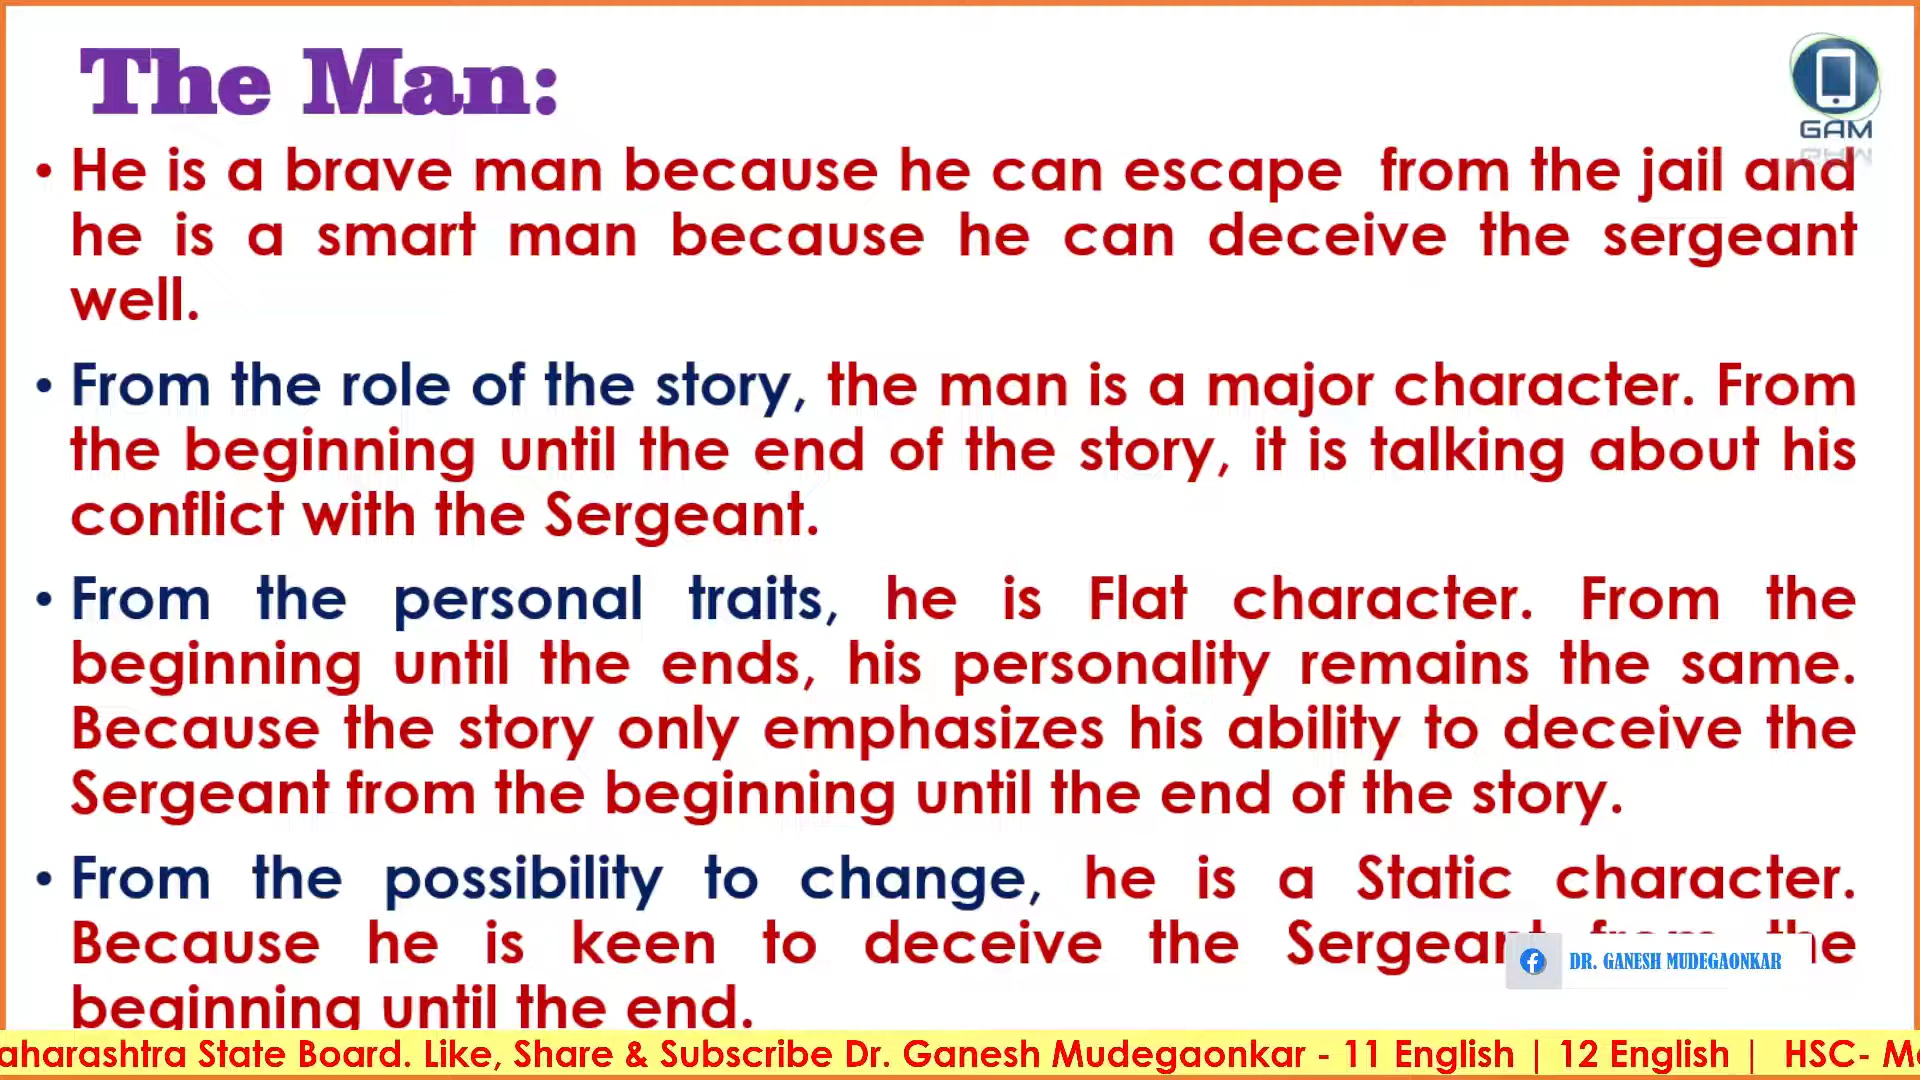 The Man:
GAM
• He is a brave man because he can escape from the jail and
he is a smart man because he can deceive the sergeant
well.
• From the role of the story, the man is a major character. From
the beginning until the end of the story, it is talking about his
conflict with the Sergeant.
• From the personal traits, he is Flat character. From the
beginning until the ends, his personality remains the same.
Because the story only emphasizes his ability to deceive the
Sergeant from the beginning until the end of the story.
• From the possibility to change, he is a Static character.
Because he is keen to deceive the Sergeant from the
beginning until the end.
DR. GANESH MUDEGAONKAR
aharashtra State Board. Like, Share & Subscribe Dr. Ganesh Mudegaonkar - 11 English | 12 English | HSC-